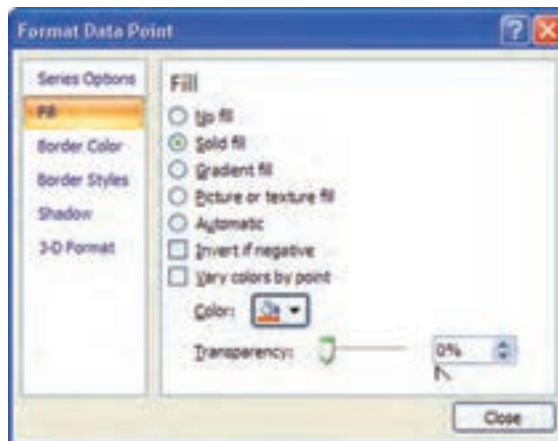 Format Data Point
Series Options
Fill
Border Color
Border Styles
Shadow
3-D Format
Fill
No fill
Solid fill
Gradient fill
Picture or texture fill
Automatic
Invert if negative
Vary colors by point
Color:
Transparency:
0%
Close